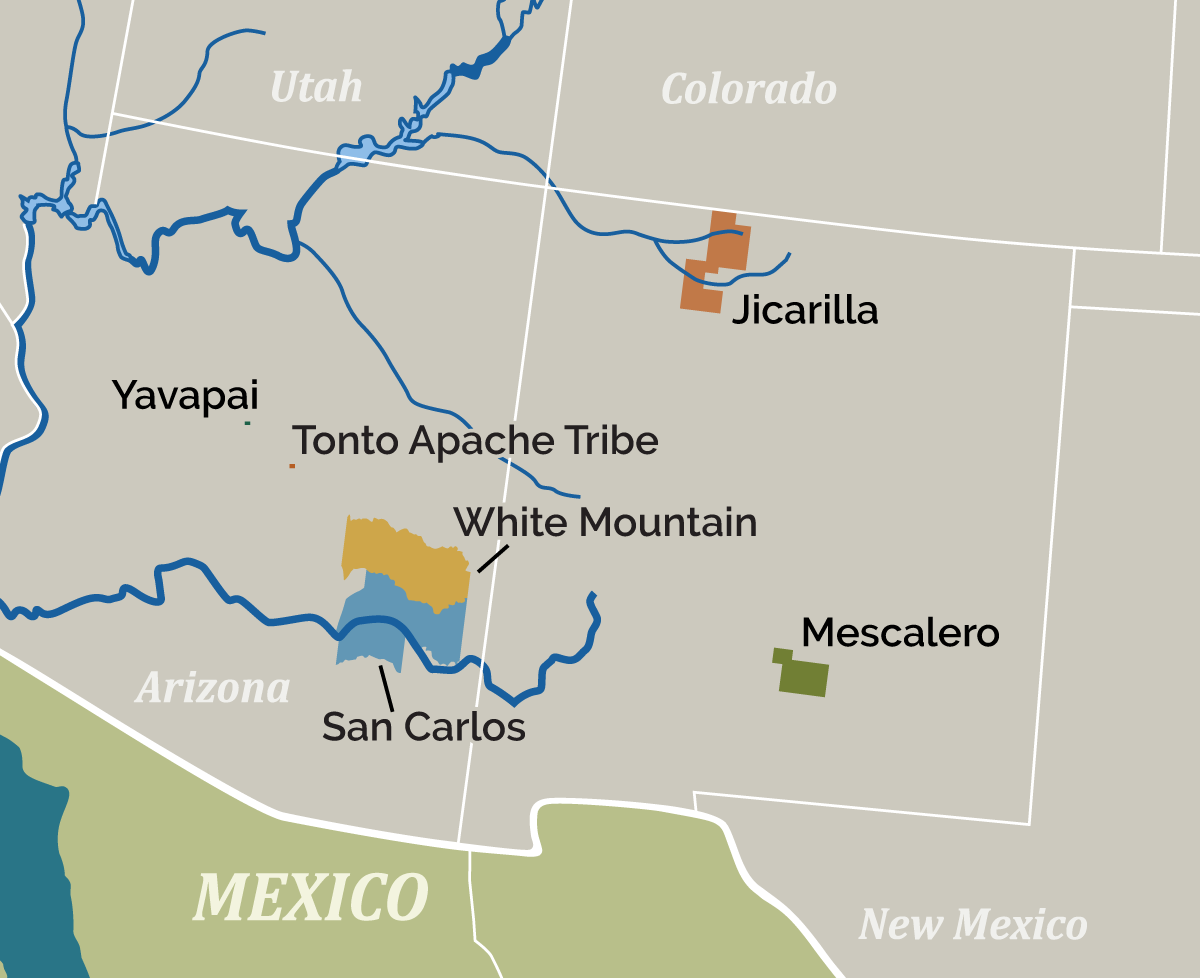 Utah
Colorado
Jicarilla
Yavapai
Tonto Apache Tribe
White Mountain
Mescalero
Arizona
San Carlos
MEXICO
New Mexico